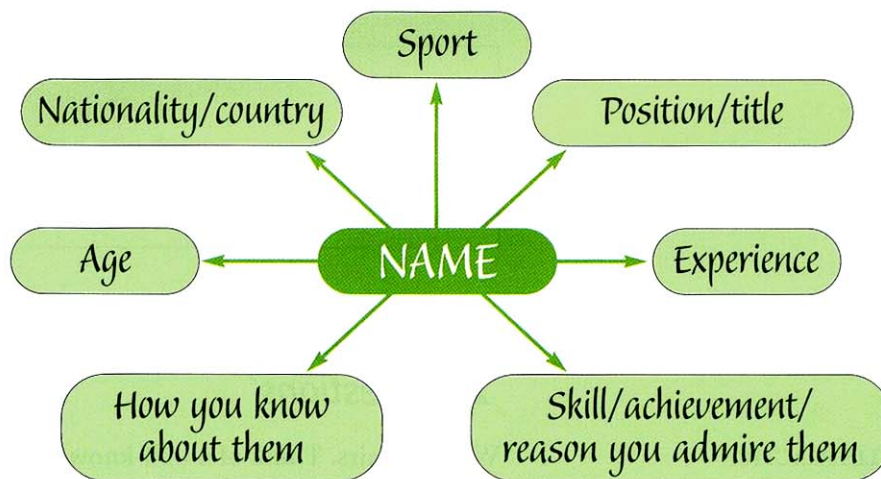 Sport
Nationality/country
Position/title
Age
NAME
Experience
How you know
about them
Skill/achievement/
reason you admire them